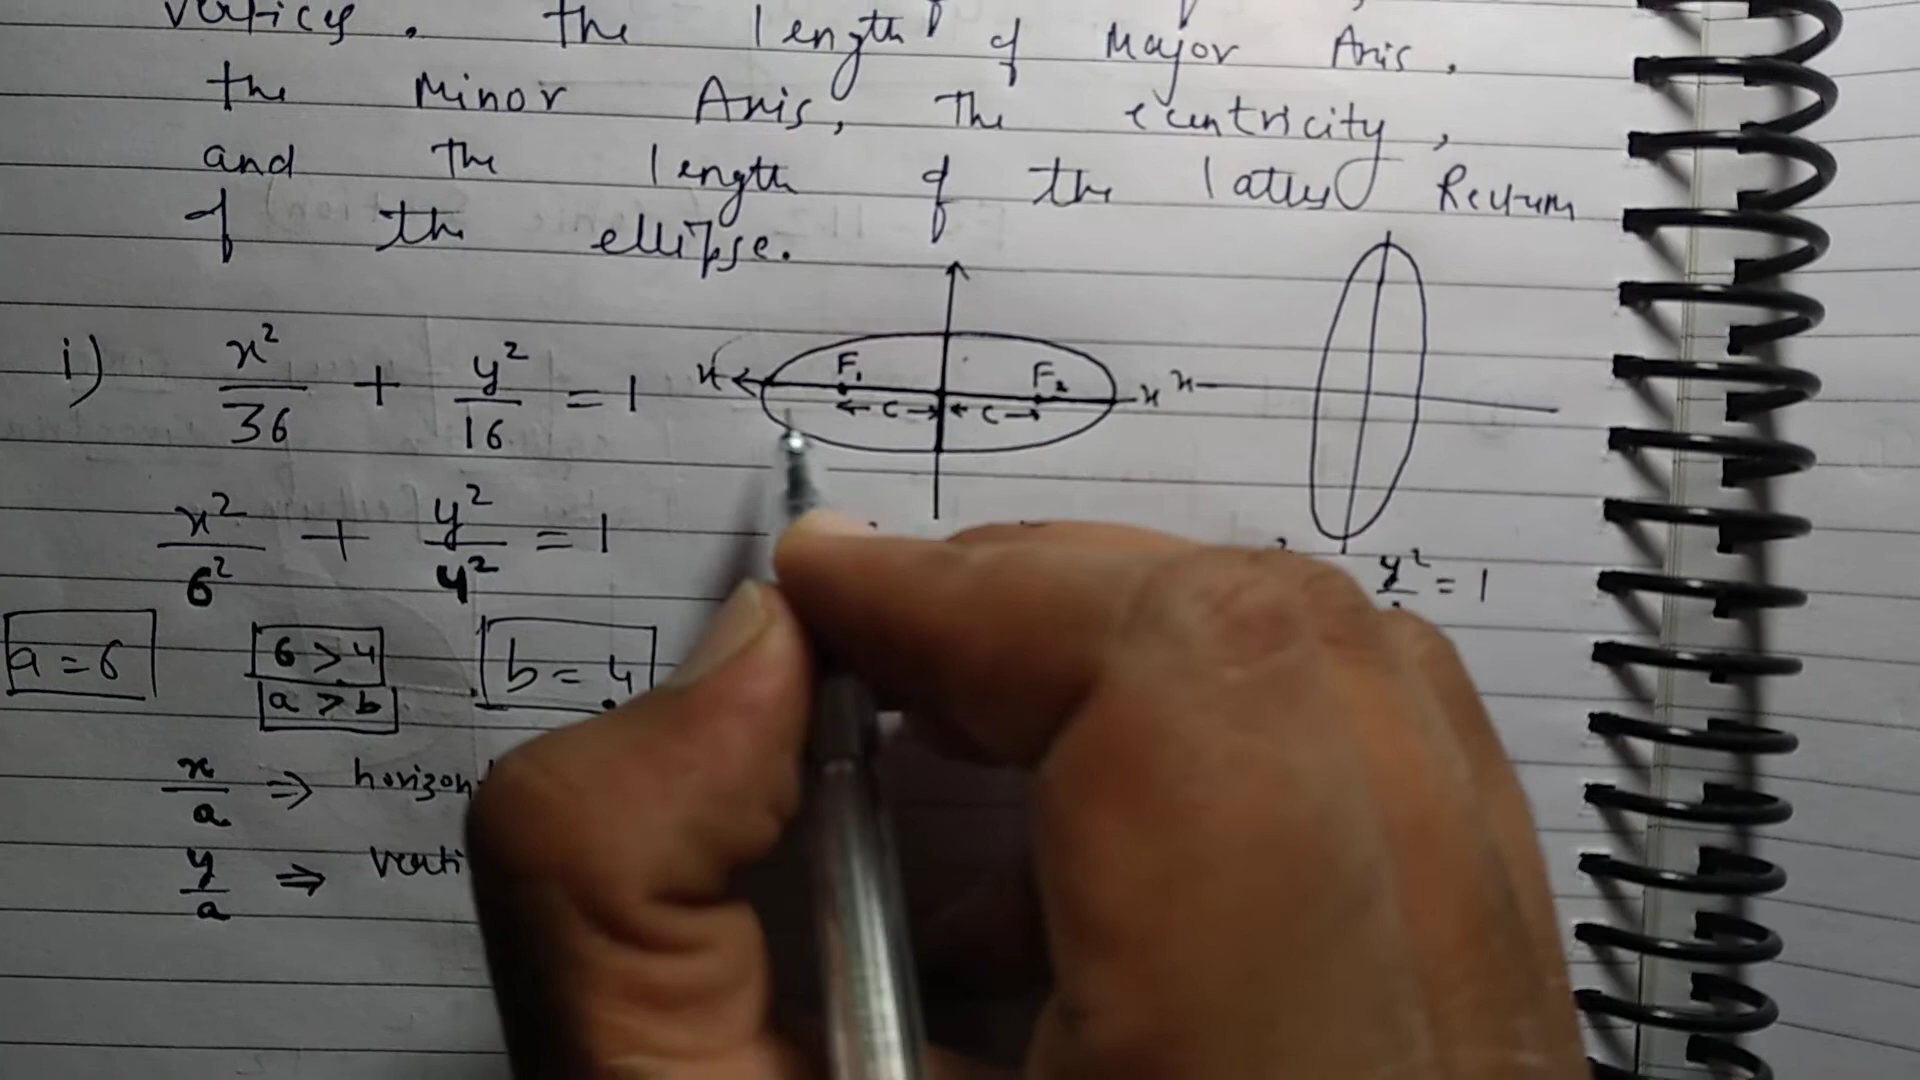 vertices. The length of Major Axis,
the Minor Axis, The eccentricity,
and The length of the latus Rectum
of the ellipse.
i) x²/36 + y²/16 = 1
x²/6² + y²/4² = 1
a = 6
6 > 4
a > b
b = 4
x/a ⇒ horizon
y/a ⇒ verti
x F₁ F₂ x
← c → ← c →
x
y² = 1